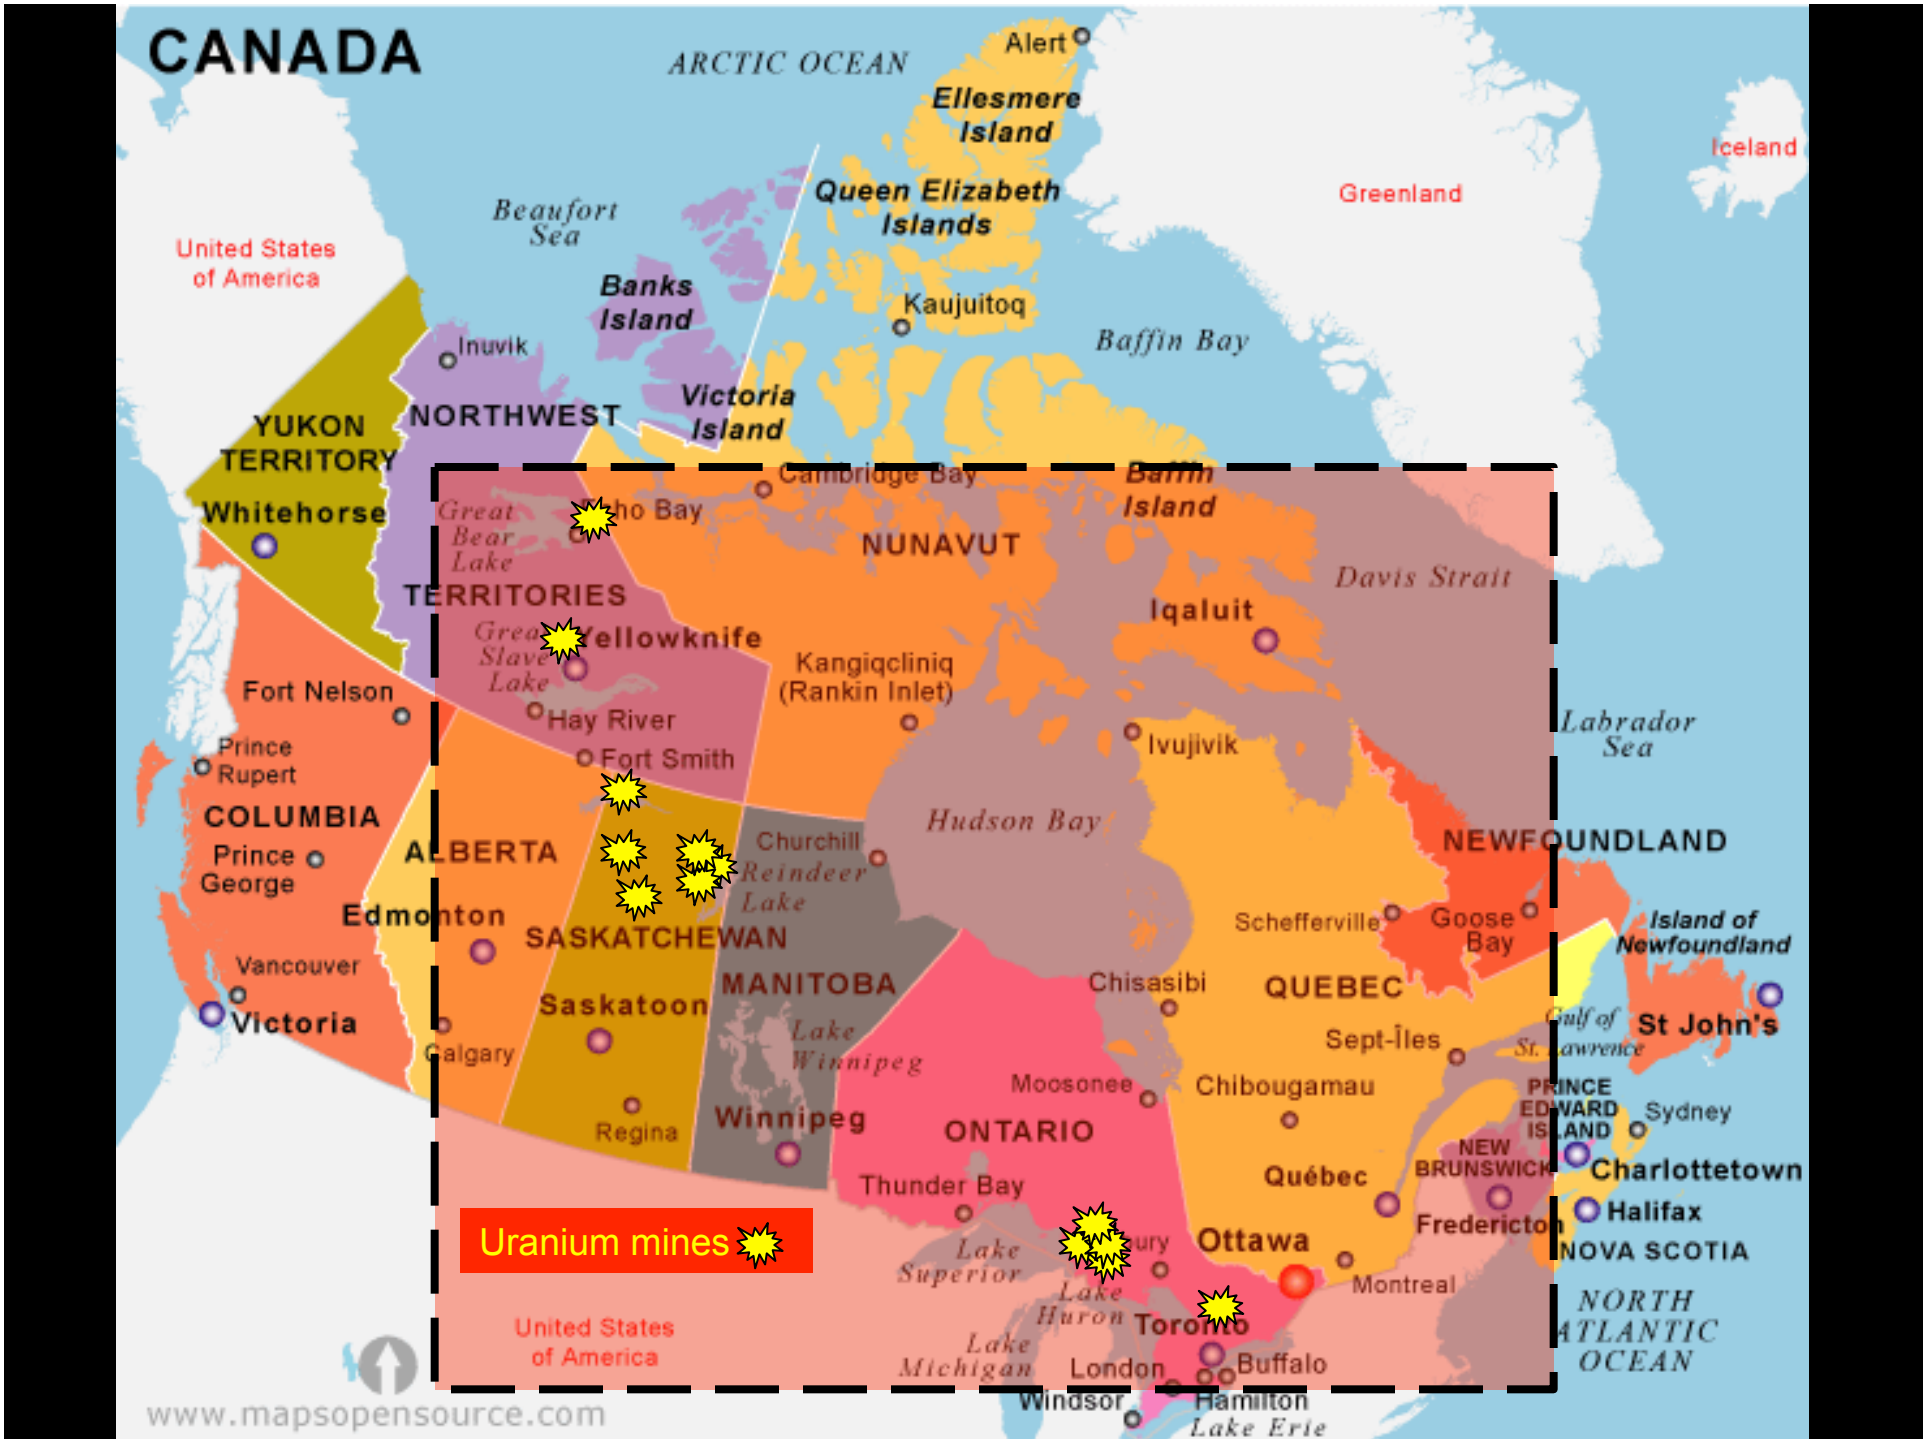 CANADA
ARCTIC OCEAN
Alert
Ellesmere
Island
Iceland
Greenland
Queen Elizabeth
Islands
Beaufort
Sea
United States
of America
Banks
Island
Kaujuitoq
Baffin Bay
Inuvik
Victoria
Island
NORTHWEST
YUKON
TERRITORY
Whitehorse
Cambridge Bay
Baffin
Island
Great
Bear
Lake
ho Bay
NUNAVUT
Davis Strait
TERRITORIES
Iqaluit
Great
Slave
Lake
Yellowknife
Kangiqcliniq
(Rankin Inlet)
Fort Nelson
Hay River
Fort Smith
Ivujivik
Labrador
Sea
Prince
Rupert
COLUMBIA
Prince
George
ALBERTA
Churchill
Reindeer
Lake
Hudson Bay
NEWFOUNDLAND
Edmonton
SASKATCHEWAN
Schefferville
Goose
Bay
Island of
Newfoundland
Vancouver
Victoria
Saskatoon
MANITOBA
Chisasibi
QUEBEC
Gulf of
St. Lawrence
St John's
Calgary
Lake
Winnipeg
Sept-Îles
Moosonee
Chibougamau
PRINCE
EDWARD
ISLAND
Sydney
Regina
Winnipeg
ONTARIO
NEW
BRUNSWICK
Charlottetown
Thunder Bay
Québec
Fredericton
Halifax
NOVA SCOTIA
Uranium mines
Lake
Superior
ury
Ottawa
Montreal
Lake
Huron
Toronto
NORTH
ATLANTIC
OCEAN
United States
of America
Lake
Michigan
London
Buffalo
Windsor
Hamilton
Lake Erie
www.mapsopensource.com